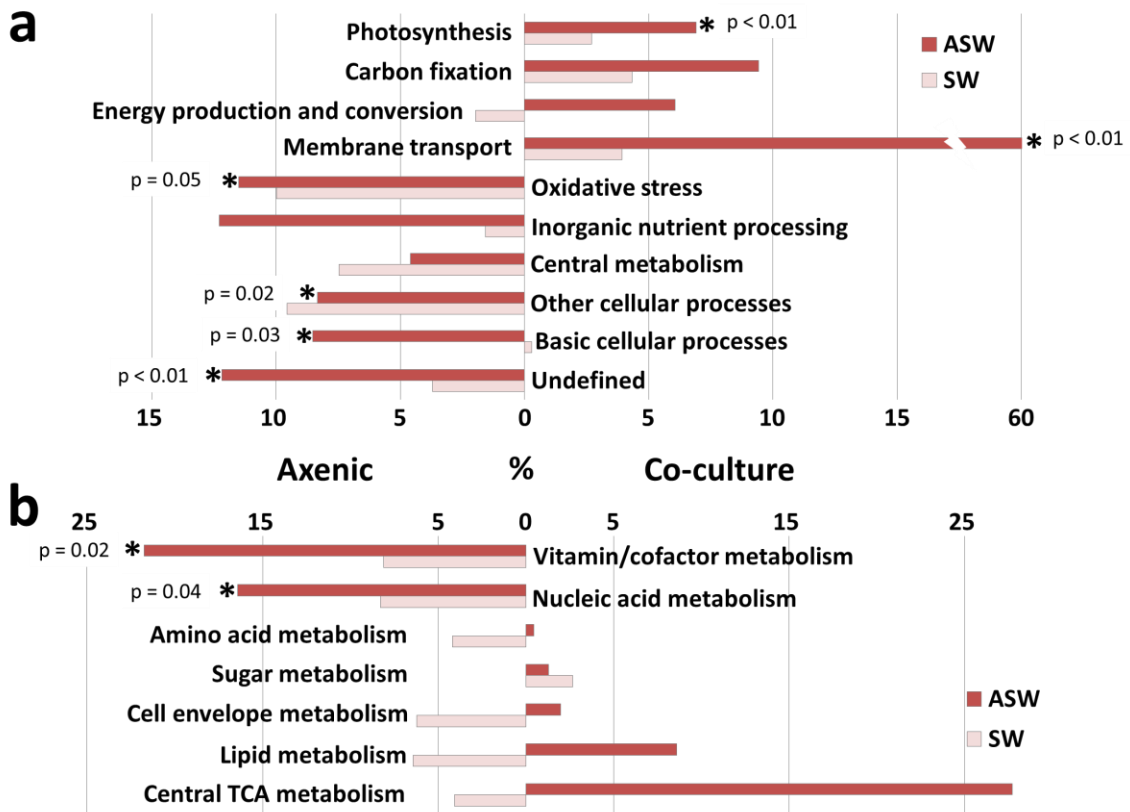 a
Photosynthesis * p < 0.01
ASW
Carbon fixation
SW
Energy production and conversion
Membrane transport * p < 0.01
p = 0.05 * Oxidative stress
Inorganic nutrient processing
Central metabolism
p = 0.02 * Other cellular processes
p = 0.03 * Basic cellular processes
p < 0.01 * Undefined
15 10 5 0 5 10 15 60
Axenic % Co-culture
b
25 15 5 0 5 15 25
p = 0.02 * Vitamin/cofactor metabolism
p = 0.04 * Nucleic acid metabolism
Amino acid metabolism
Sugar metabolism
ASW
Cell envelope metabolism
SW
Lipid metabolism
Central TCA metabolism